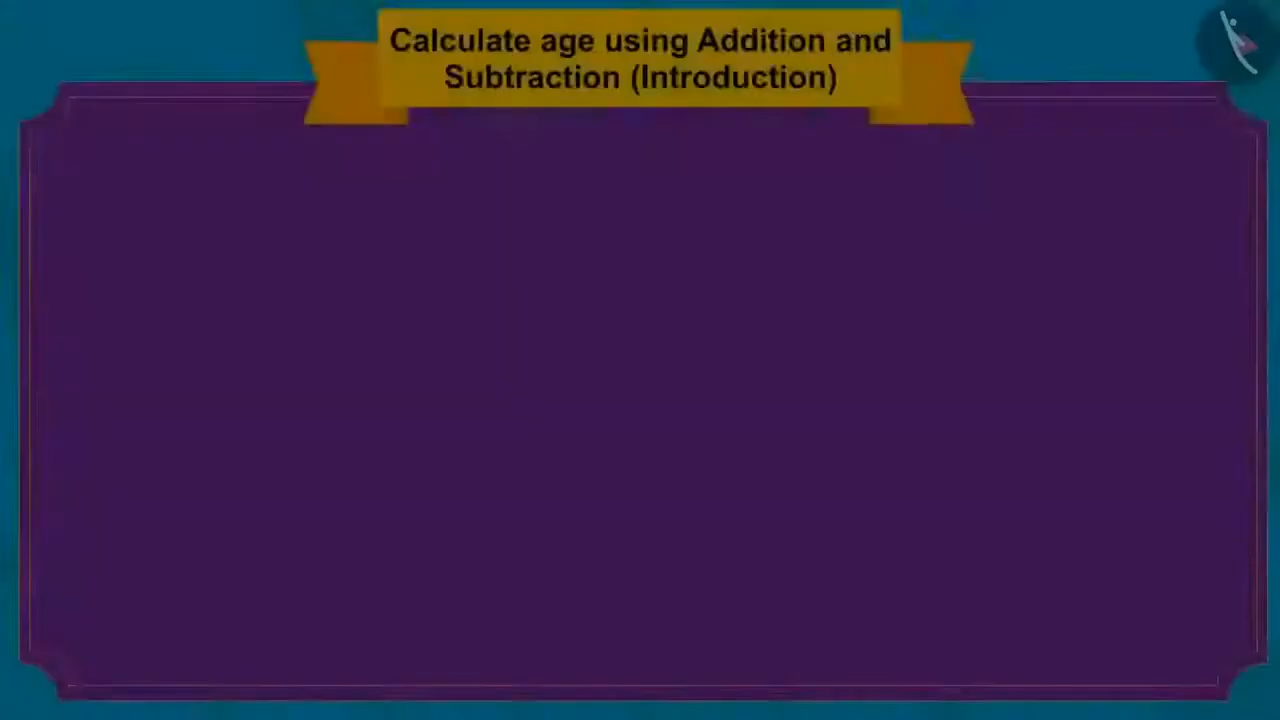 Calculate age using Addition and
Subtraction (Introduction)